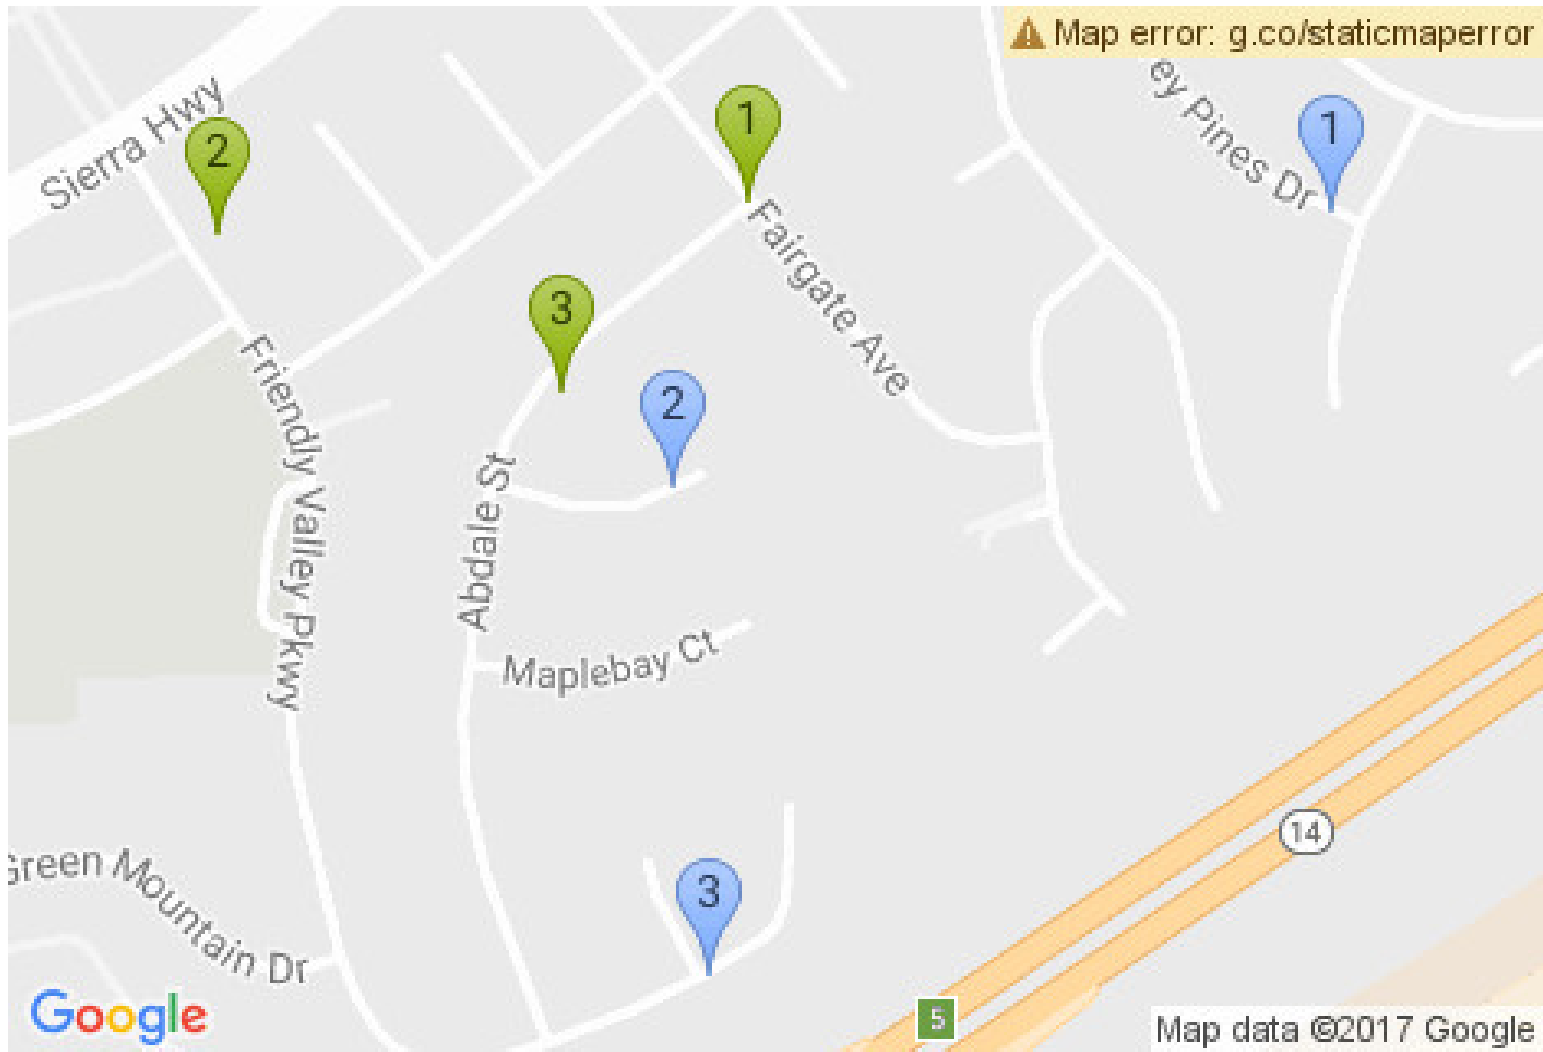 Map error: g.co/staticmaperror
ey Pines Dr
Sierra Hwy
1
2
1
Fairgate Ave
3
2
Friendly Valley Pkwy
Abdale St
Maplebay Ct
14
3
Green Mountain Dr
5
Google
Map data ©2017 Google